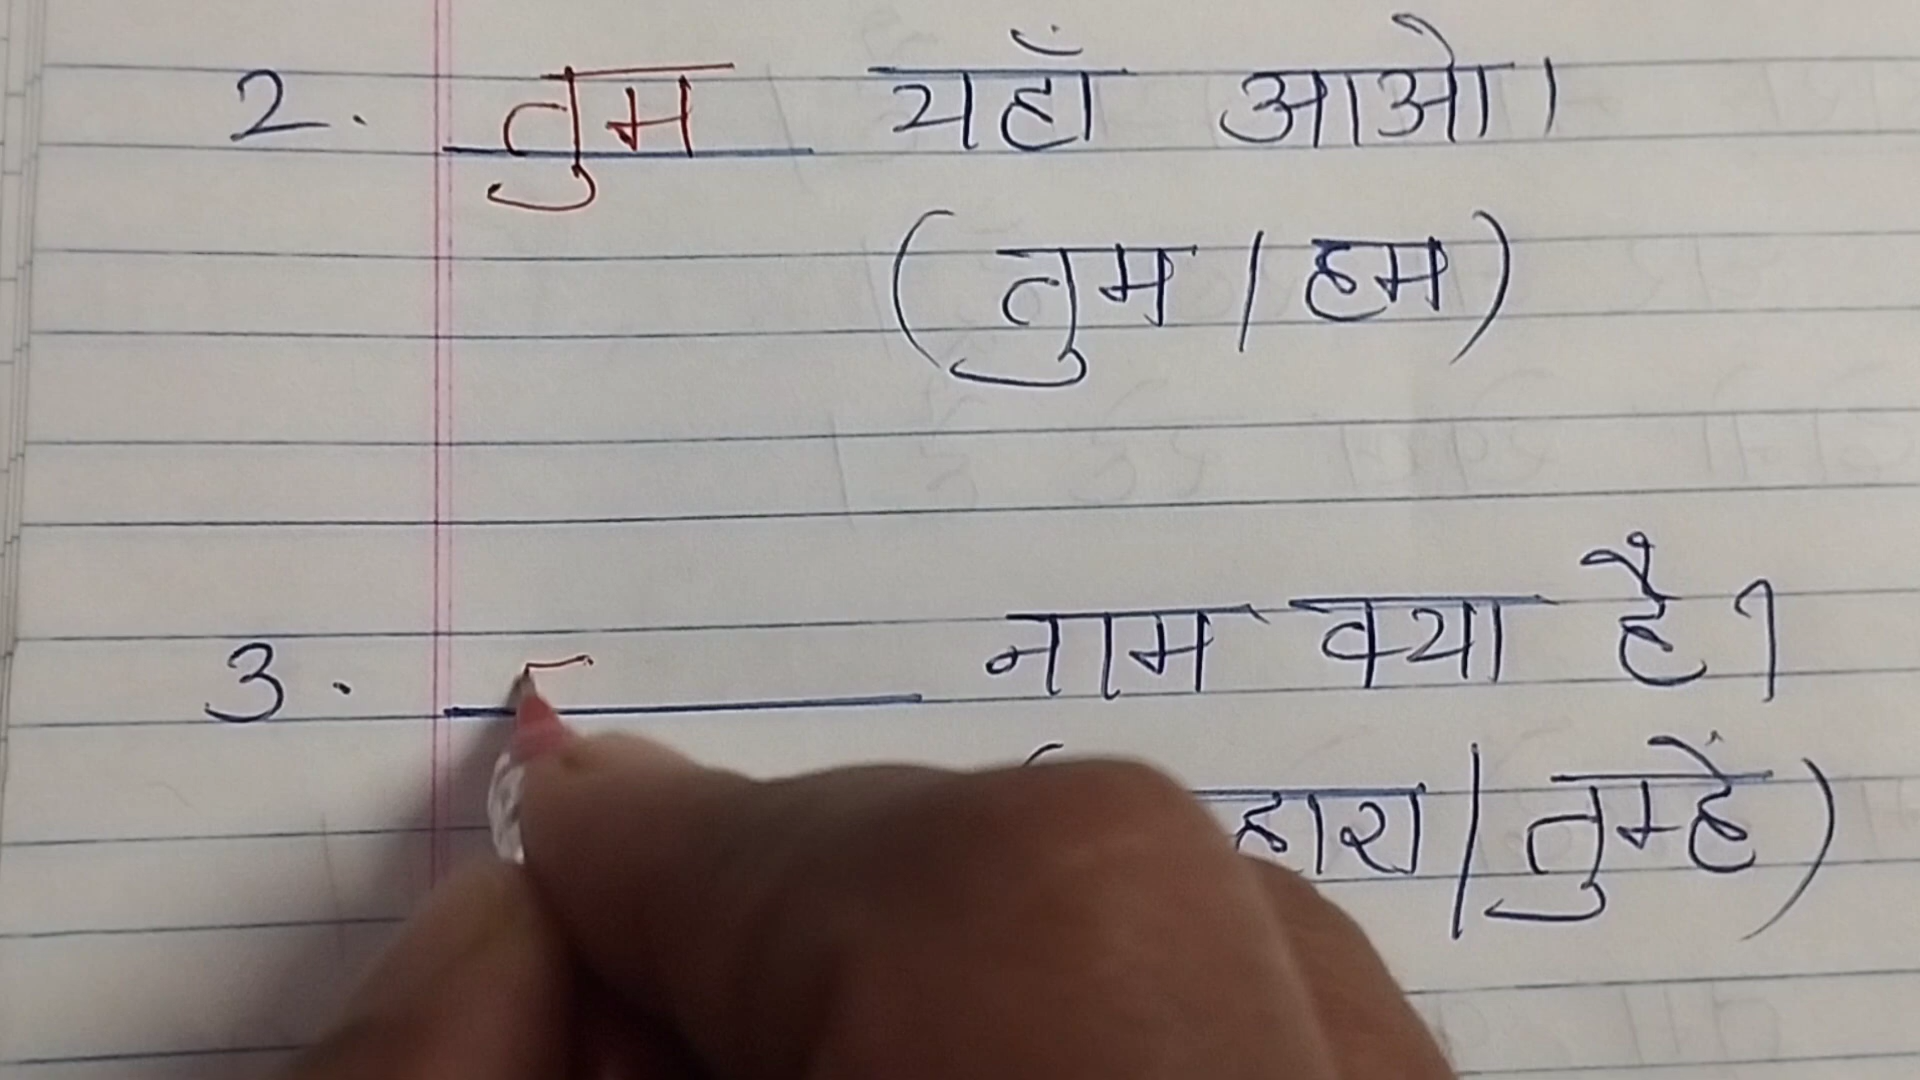 2. तुम यहाँ आओ।
(तुम / हम)
3. नाम क्या है?
हारा / तुम्हे)